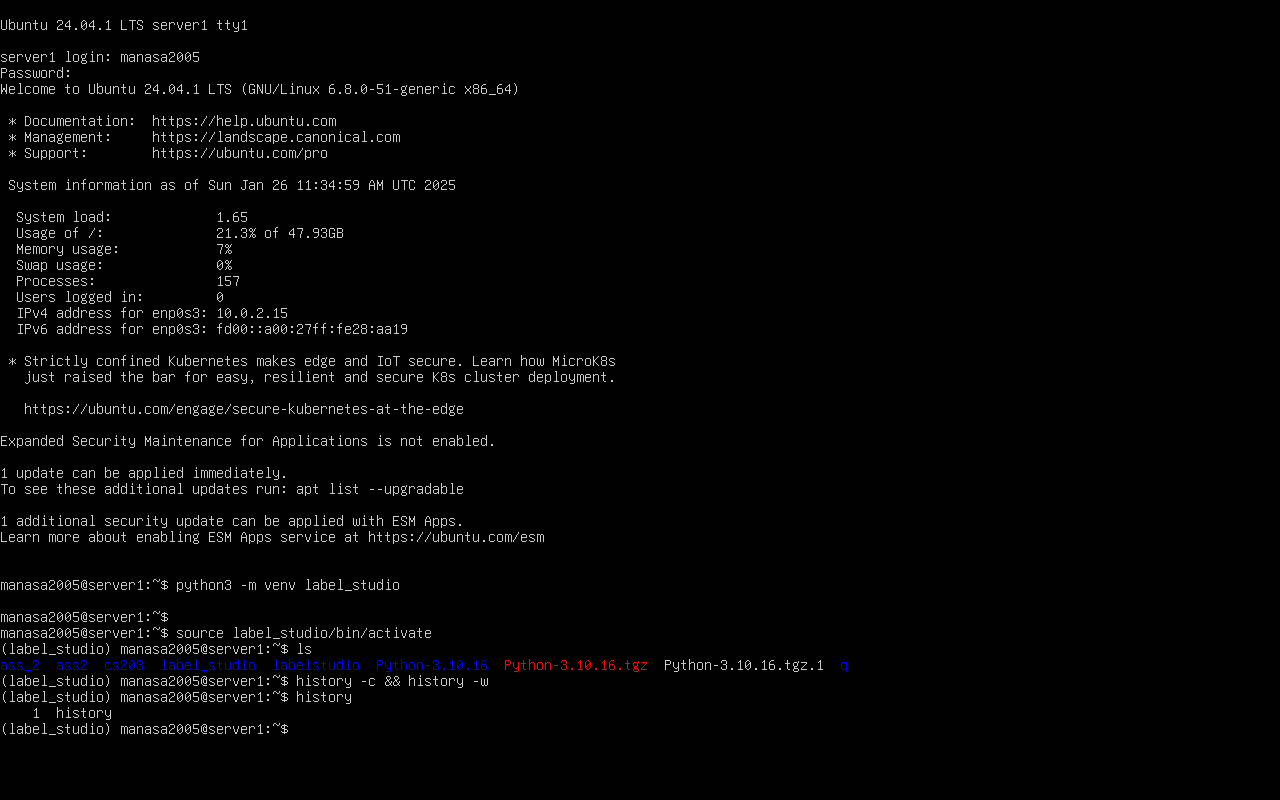 Ubuntu 24.04.1 LTS server1 tty1
server1 login: manasa2005
Password:
Welcome to Ubuntu 24.04.1 LTS (GNU/Linux 6.8.0-51-generic x86_64)
* Documentation:  https://help.ubuntu.com
* Management:     https://landscape.canonical.com
* Support:        https://ubuntu.com/pro
System information as of Sun Jan 26 11:34:59 AM UTC 2025
System load:             1.65
Usage of /:              21.3% of 47.93GB
Memory usage:            7%
Swap usage:              0%
Processes:               157
Users logged in:         0
IPv4 address for enp0s3: 10.0.2.15
IPv6 address for enp0s3: fd00::a00:27ff:fe28:aa19
* Strictly confined Kubernetes makes edge and IoT secure. Learn how MicroK8s
just raised the bar for easy, resilient and secure K8s cluster deployment.
https://ubuntu.com/engage/secure-kubernetes-at-the-edge
Expanded Security Maintenance for Applications is not enabled.
1 update can be applied immediately.
To see these additional updates run: apt list --upgradable
1 additional security update can be applied with ESM Apps.
Learn more about enabling ESM Apps service at https://ubuntu.com/esm
manasa2005@server1:~$ python3 -m venv label_studio
manasa2005@server1:~$
manasa2005@server1:~$ source label_studio/bin/activate
(label_studio) manasa2005@server1:~$ ls
ass_2  ass2  cs203  label_studio  labelstudio  Python-3.10.16  Python-3.10.16.tgz  Python-3.10.16.tgz.1  q
(label_studio) manasa2005@server1:~$ history -c && history -w
(label_studio) manasa2005@server1:~$ history
1  history
(label_studio) manasa2005@server1:~$